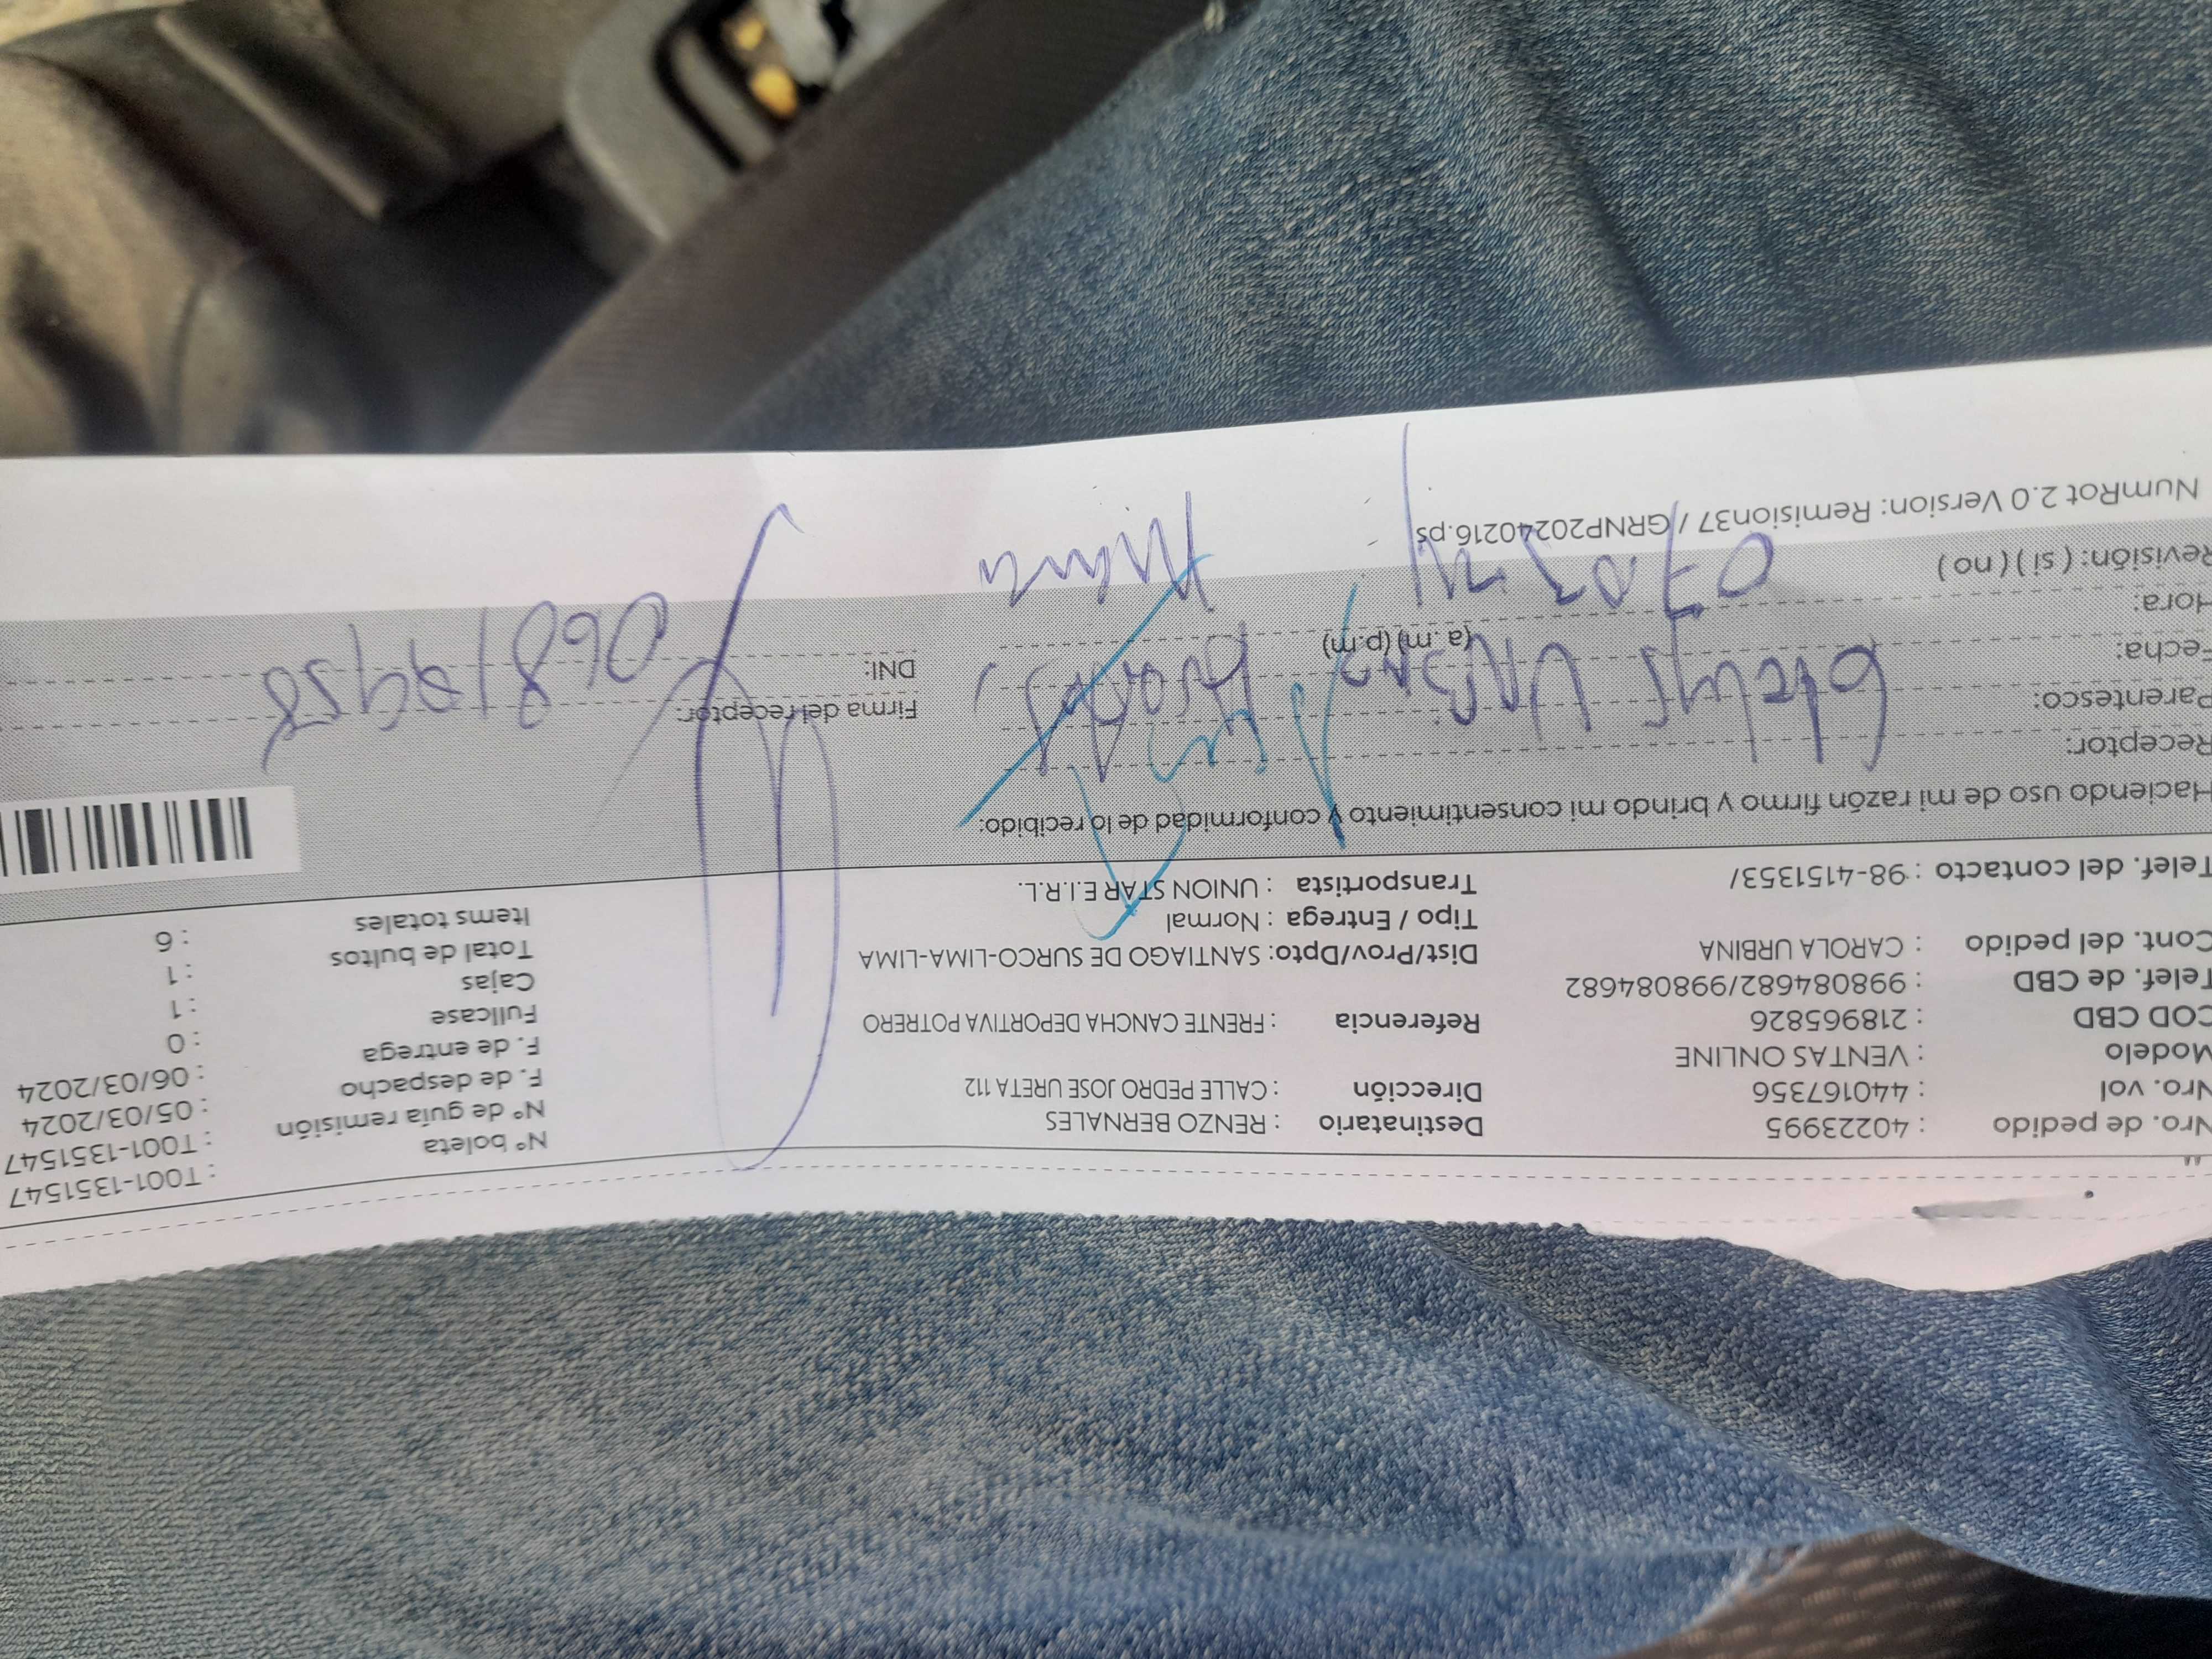 Nº boleta : T001-1351547
Nro. de pedido : 40223995 Destinatario : RENZO BERNALES Nº de guía remisión : T001-1351547
Nro. vol : 440167356 Dirección : CALLE PEDRO JOSE URETA 112 F. de despacho : 05/03/2024
Modelo : VENTAS ONLINE F. de entrega : 06/03/2024
COD CBD : 218965826 Referencia : FRENTE CANCHA DEPORTIVA POTRERO Fullcase : 0
Telef. de CBD : 998084682/998084682 Cajas : 1
Cont. del pedido : CAROLA URBINA Dist/Prov/Dpto: SANTIAGO DE SURCO-LIMA-LIMA Total de bultos : 1
Tipo / Entrega : Normal Items totales : 6
Telef. del contacto : 98-4151353/ Transportista : UNION STAR E.I.R.L.
Haciendo uso de mi razón firmo y brindo mi consentimiento y conformidad de lo recibido:
Receptor:
Parentesco: Firma del receptor:
Fecha: (a.m) (p.m) DNI:
Hora:
Revisión: ( si ) ( no )
NumRot 2.0 Version: Remision37 / GRNP20240216.ps